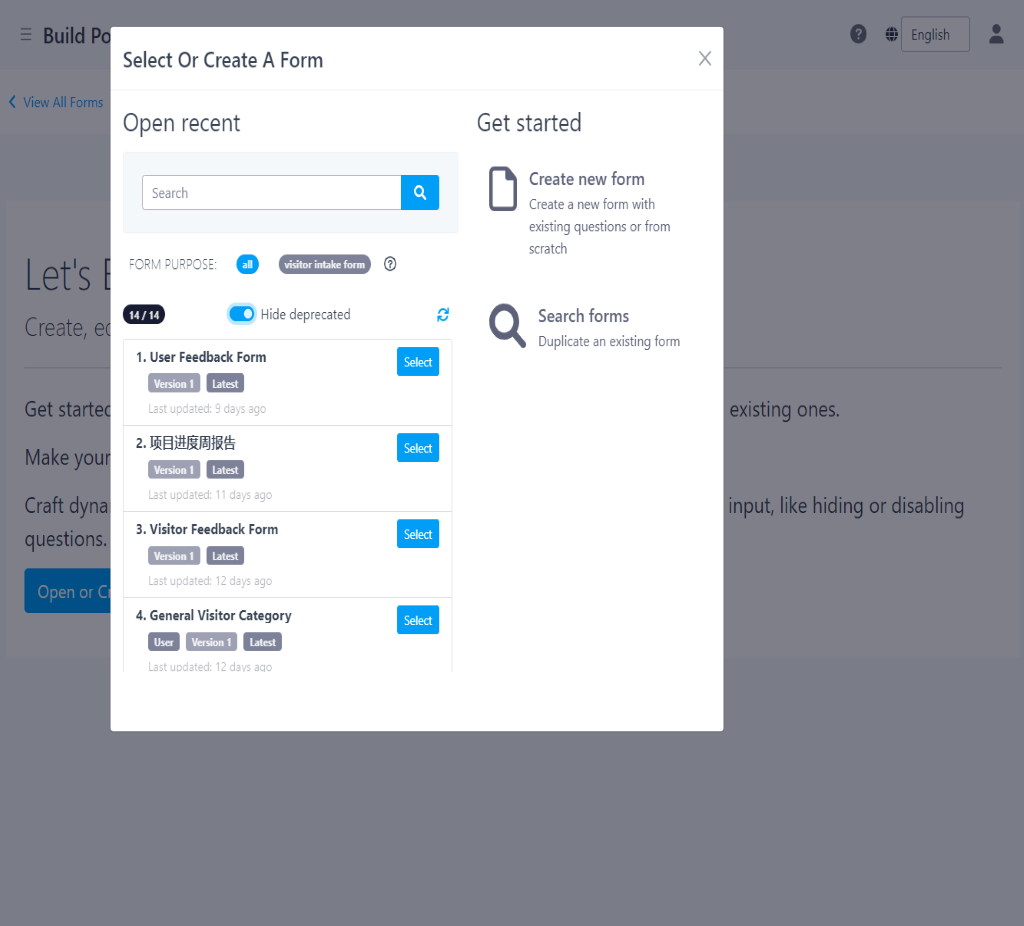 Build Po
English
Select Or Create A Form
View All Forms
Open recent
Search
FORM PURPOSE:
all
visitor intake form
14 / 14
Hide deprecated
1. User Feedback Form
Select
Version 1
Latest
Last updated: 9 days ago
2. 项目进度周报告
Select
Version 1
Latest
Last updated: 11 days ago
3. Visitor Feedback Form
Select
Version 1
Latest
Last updated: 12 days ago
4. General Visitor Category
Select
User
Version 1
Latest
Last updated: 12 days ago
Get started
Create new form
Create a new form with
existing questions or from
scratch
Search forms
Duplicate an existing form
Let's
Create, e
Get started
existing ones.
Make your
Craft dyna
input, like hiding or disabling
questions.
Open or C